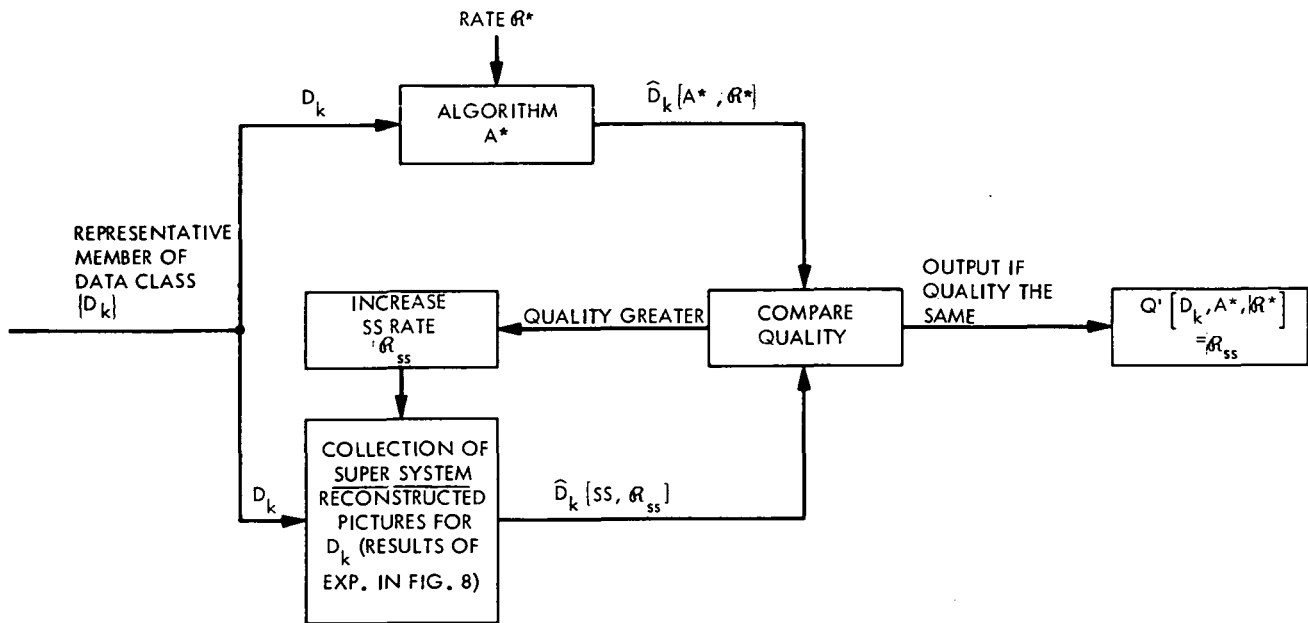 RATE ℛ*
D_k
ALGORITHM
A*
D̂_k {A*, ℛ*}
REPRESENTATIVE
MEMBER OF
DATA CLASS
{D_k}
INCREASE
SS RATE
ℛ_ss
QUALITY GREATER
COMPARE
QUALITY
OUTPUT IF
QUALITY THE
SAME
Q' [D_k, A*, ℛ*]
=ℛ_ss
D_k
COLLECTION OF
SUPER SYSTEM
RECONSTRUCTED
PICTURES FOR
D_k (RESULTS OF
EXP. IN FIG. 8)
D̂_k {SS, ℛ_ss}